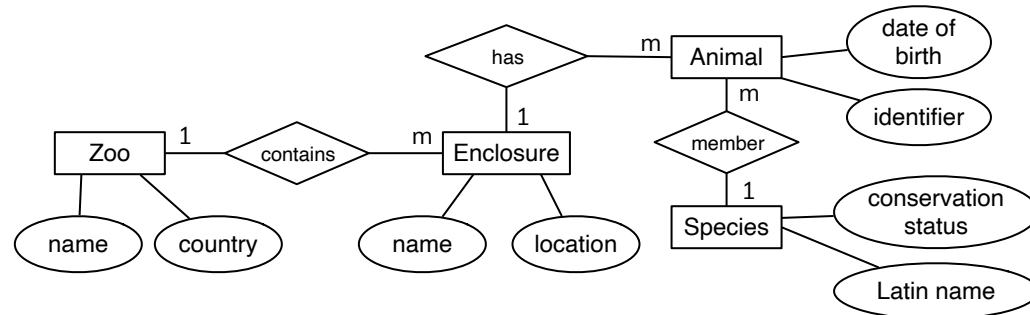 date of
birth
has
m
Animal
identifier
m
1
member
Zoo
1
contains
m
Enclosure
1
conservation
status
Species
name
country
name
location
Latin name